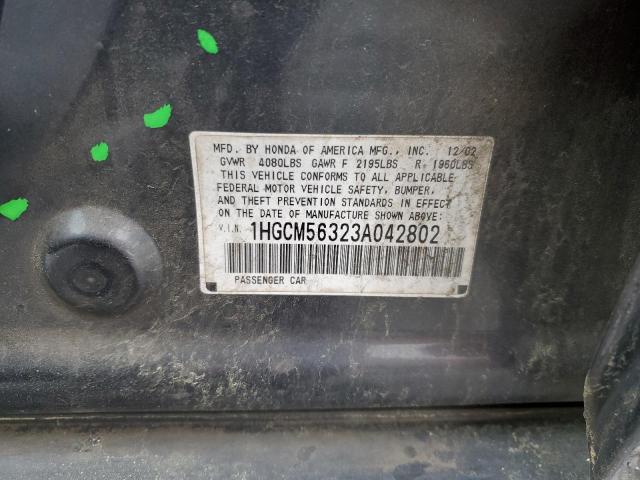 MFD. BY HONDA OF AMERICA MFG., INC. 12/02
GVWR 4080LBS GAWR F 2195LBS R 1960LBS
THIS VEHICLE CONFORMS TO ALL APPLICABLE
FEDERAL MOTOR VEHICLE SAFETY, BUMPER,
AND THEFT PREVENTION STANDARDS IN EFFECT
ON THE DATE OF MANUFACTURE SHOWN ABOVE:
V.I.N. 1HGCM56323A042802
PASSENGER CAR